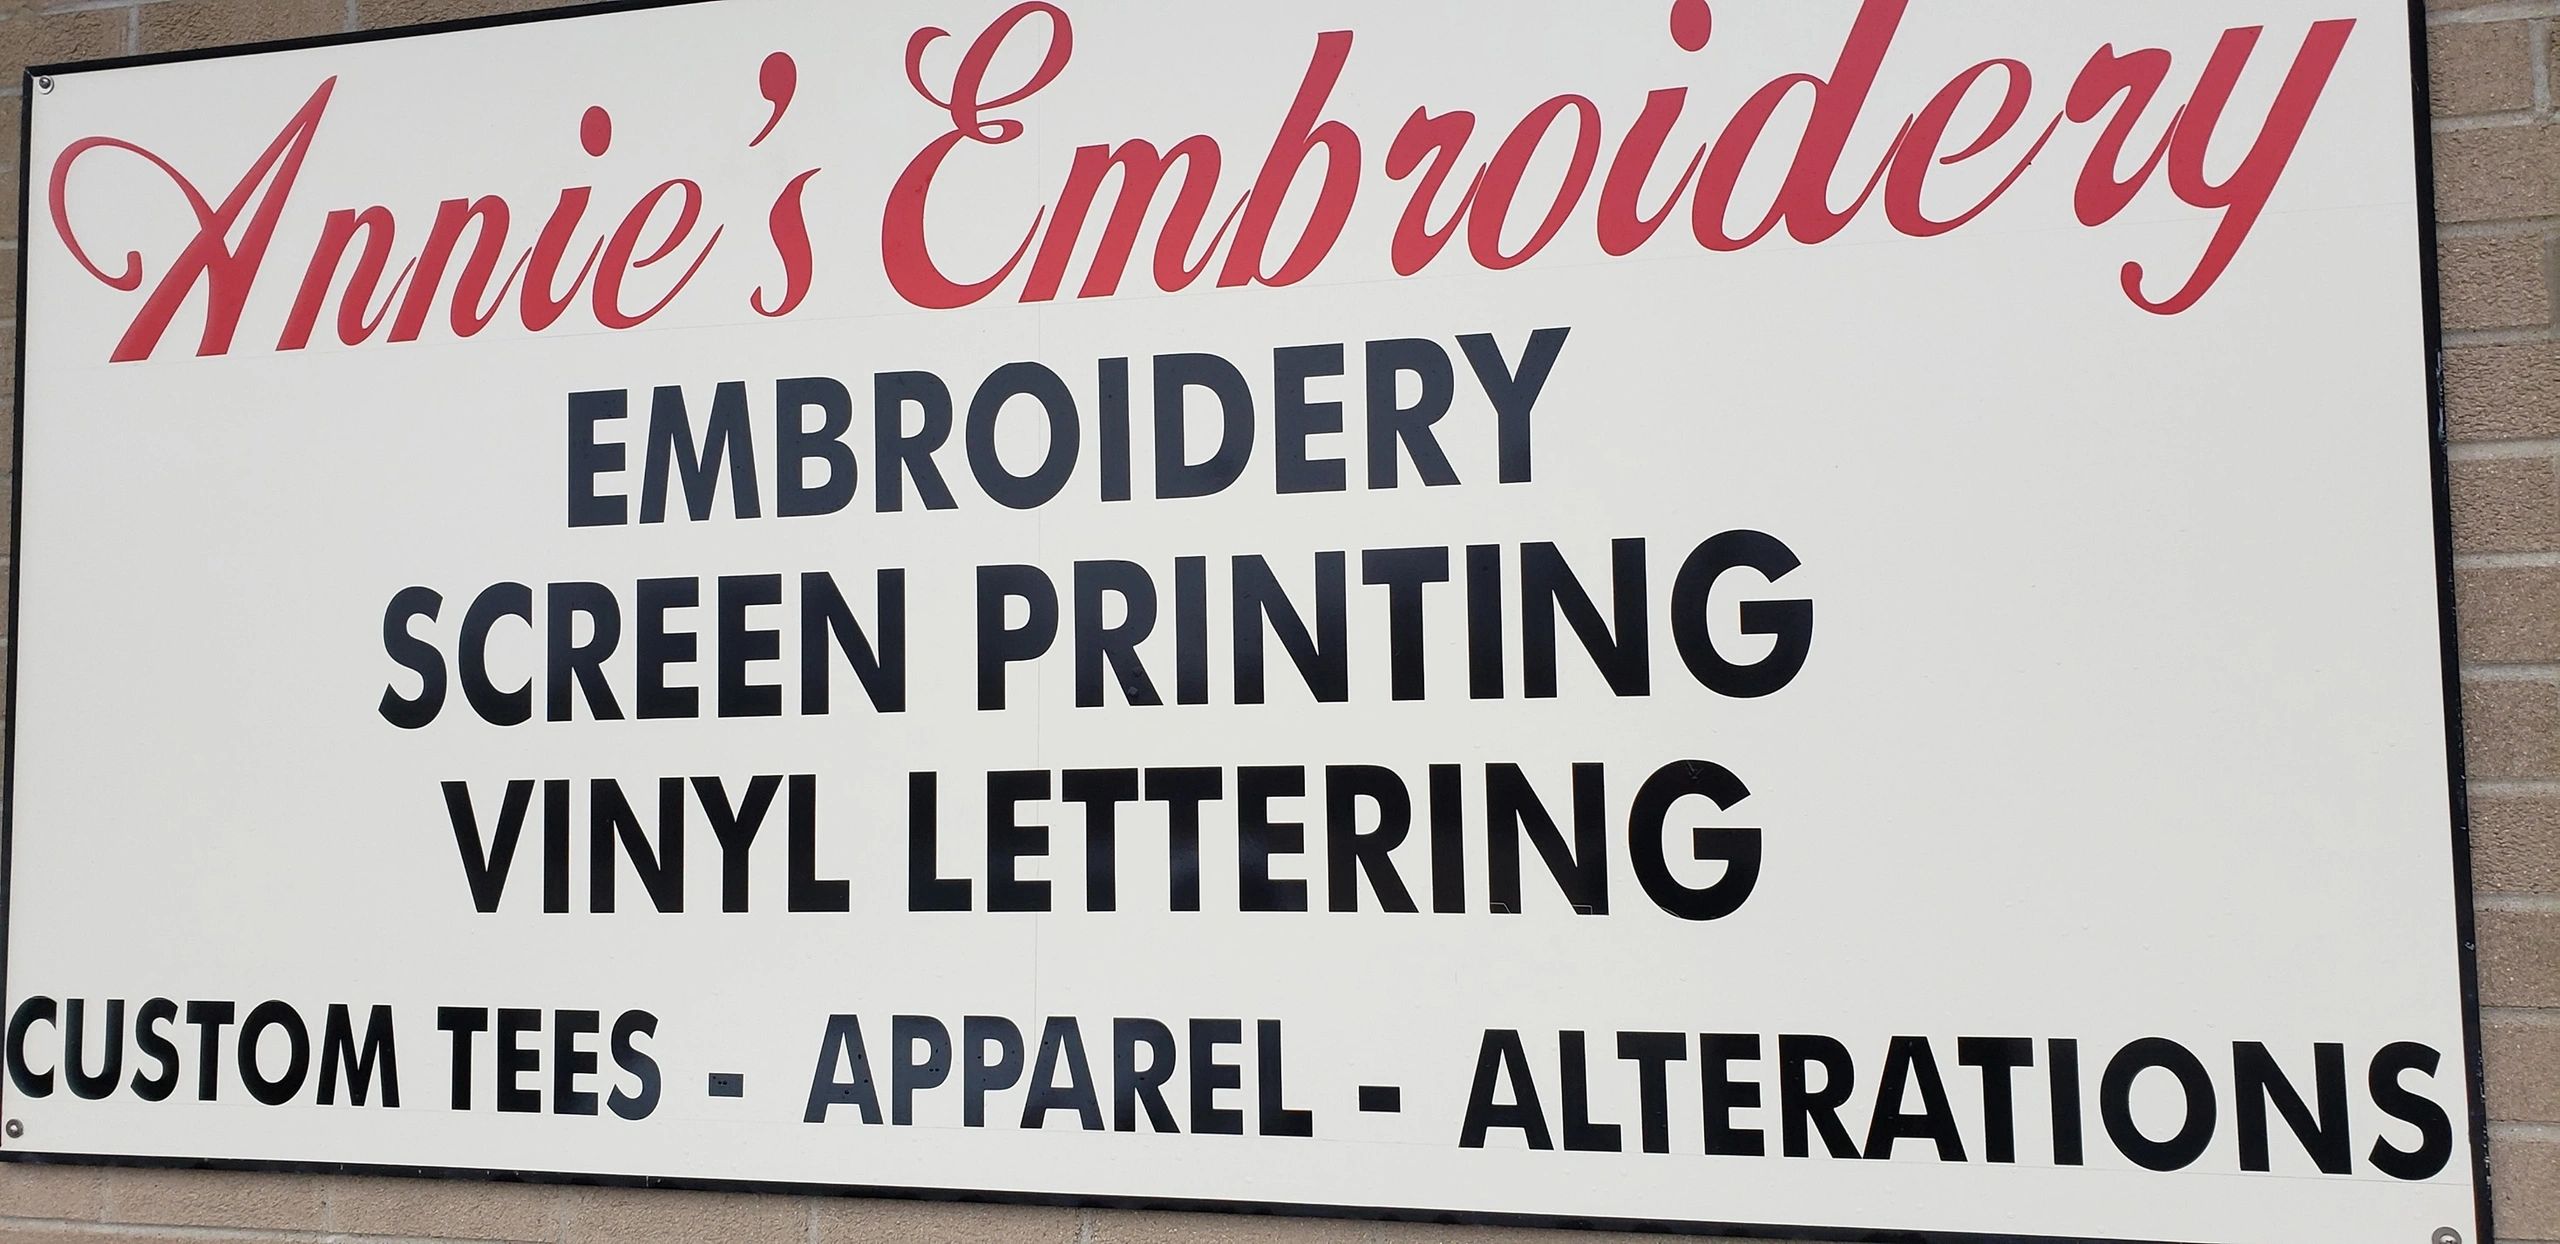 Annie's Embroidery
EMBROIDERY
SCREEN PRINTING
VINYL LETTERING
CUSTOM TEES - APPAREL - ALTERATIONS